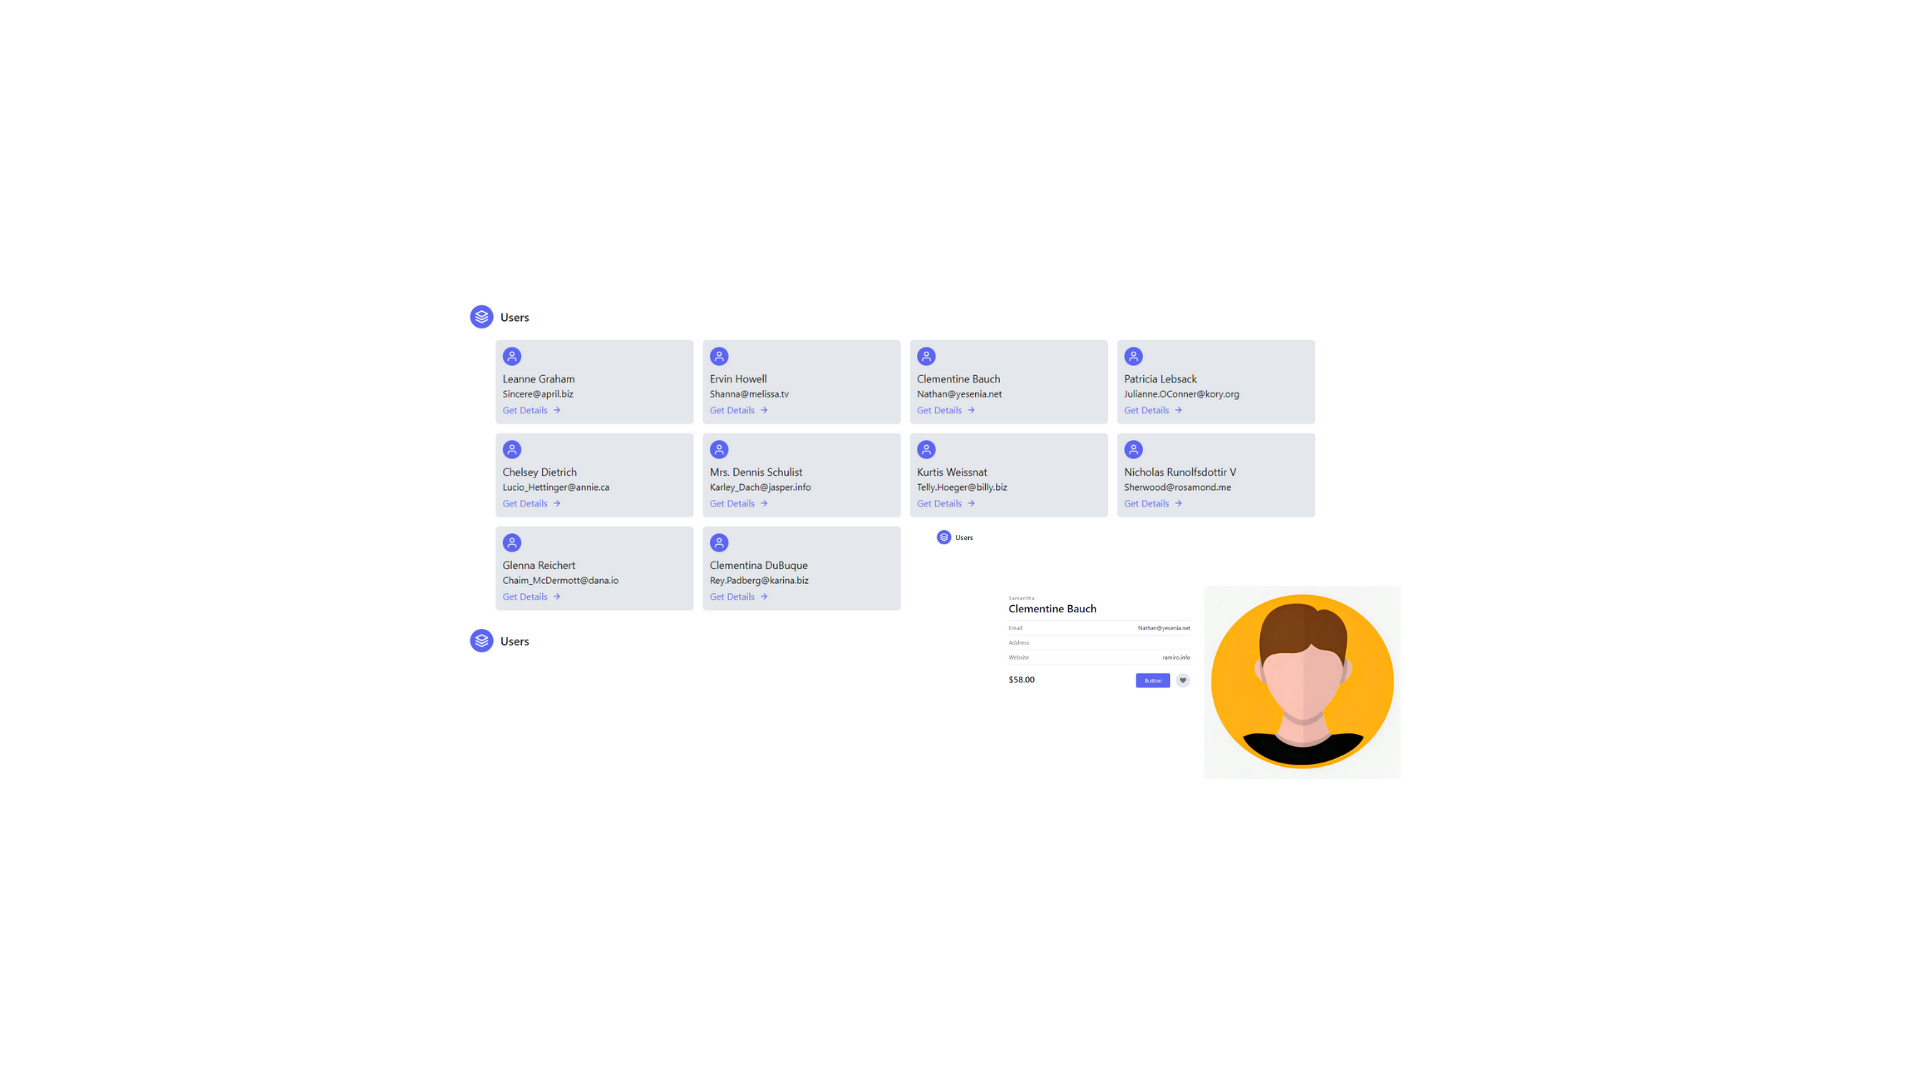 Users
Leanne Graham
Sincere@april.biz
Get Details
Ervin Howell
Shanna@melissa.tv
Get Details
Clementine Bauch
Nathan@yesenia.net
Get Details
Patricia Lebsack
Julianne.OConner@kory.org
Get Details
Chelsey Dietrich
Lucio_Hettinger@annie.ca
Get Details
Mrs. Dennis Schulist
Karley_Dach@jasper.info
Get Details
Kurtis Weissnat
Telly.Hoeger@billy.biz
Get Details
Nicholas Runolfsdottir V
Sherwood@rosamond.me
Get Details
Glenna Reichert
Chaim_McDermott@dana.io
Get Details
Clementina DuBuque
Rey.Padberg@karina.biz
Get Details
Users
Users
Samantha
Clementine Bauch
Email Nathan@yesenia.net
Address
Website ramiro.info
$58.00 Button